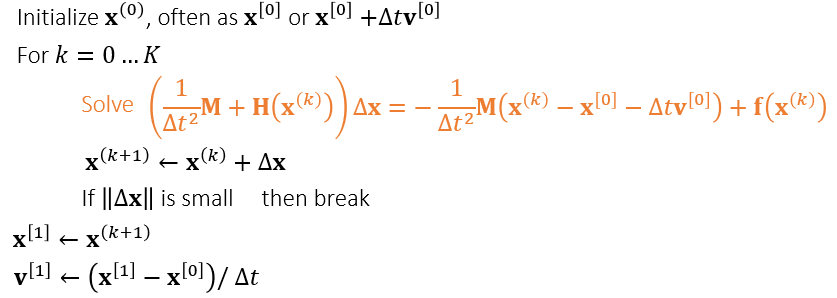 Initialize 𝐱⁽⁰⁾, often as 𝐱[⁰] or 𝐱[⁰] +Δt𝐯[⁰]
For k = 0 … K
Solve (1/Δt² 𝐌 + 𝐇(𝐱⁽ᵏ⁾)) Δ𝐱 = − 1/Δt² 𝐌(𝐱⁽ᵏ⁾ − 𝐱[⁰] − Δt𝐯[⁰]) + 𝐟(𝐱⁽ᵏ⁾)
𝐱⁽ᵏ⁺¹⁾ ← 𝐱⁽ᵏ⁾ + Δ𝐱
If ‖Δ𝐱‖ is small then break
𝐱[¹] ← 𝐱⁽ᵏ⁺¹⁾
𝐯[¹] ← (𝐱[¹] − 𝐱[⁰])/ Δt